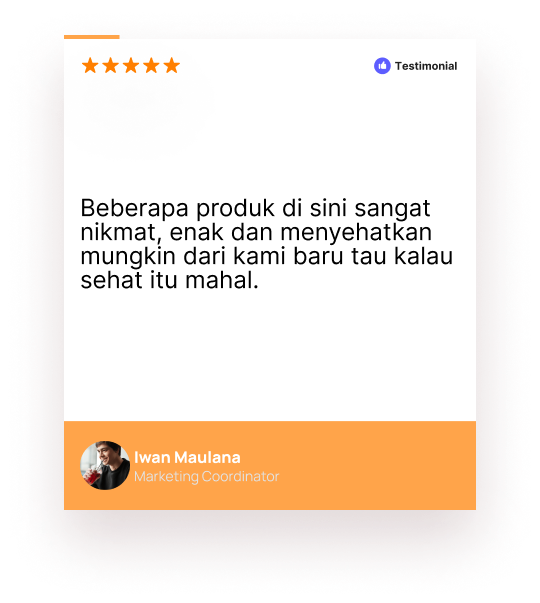 Testimonial
Beberapa produk di sini sangat
nikmat, enak dan menyehatkan
mungkin dari kami baru tau kalau
sehat itu mahal.
Iwan Maulana
Marketing Coordinator